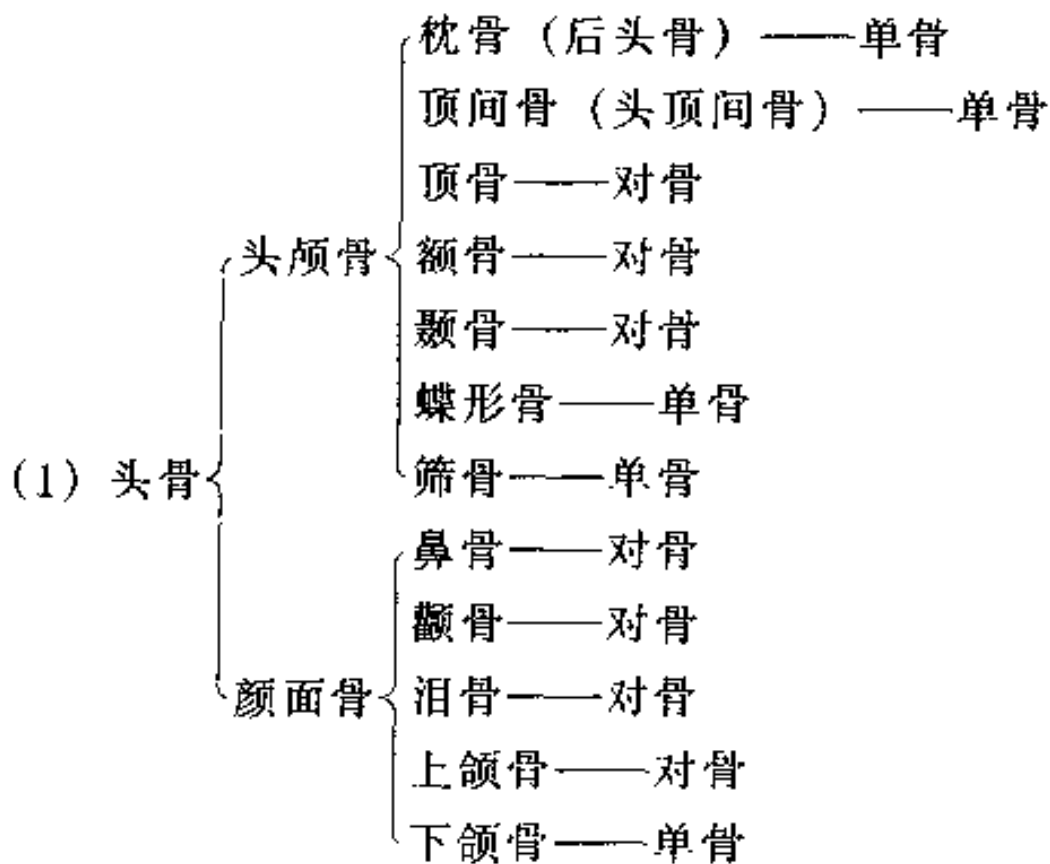 枕骨 (后头骨) ——单骨
顶间骨 (头顶间骨) ——单骨
顶骨——对骨
头颅骨
额骨——对骨
颞骨——对骨
蝶形骨——单骨
(1) 头骨
筛骨——单骨
鼻骨——对骨
颧骨——对骨
颜面骨
泪骨——对骨
上颌骨——对骨
下颌骨——单骨